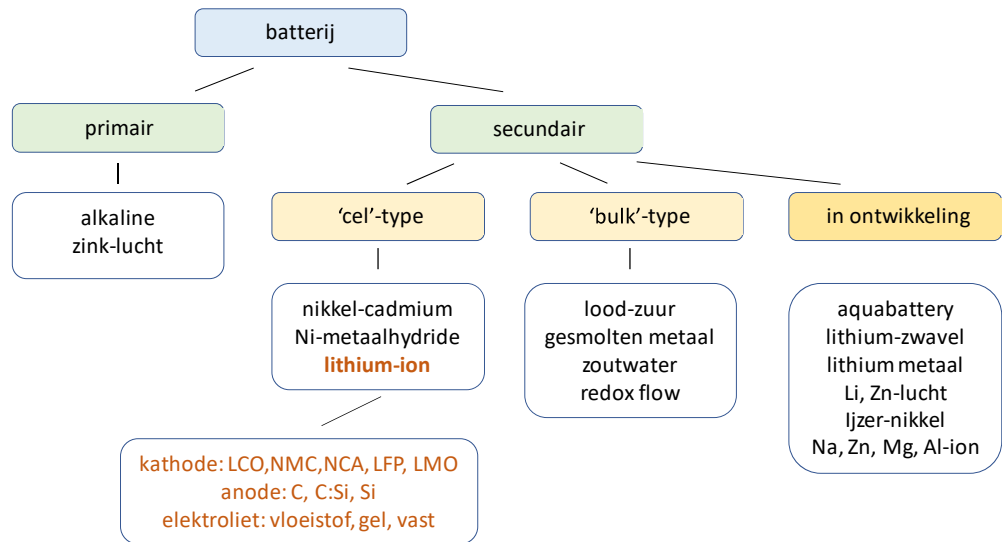 batterij
primair
secundair
alkaline
zink-lucht
‘cel’-type
‘bulk’-type
in ontwikkeling
nikkel-cadmium
Ni-metaalhydride
lithium-ion
lood-zuur
gesmolten metaal
zoutwater
redox flow
aquabattery
lithium-zwavel
lithium metaal
Li, Zn-lucht
Ijzer-nikkel
Na, Zn, Mg, Al-ion
kathode: LCO,NMC,NCA, LFP, LMO
anode: C, C:Si, Si
elektroliet: vloeistof, gel, vast